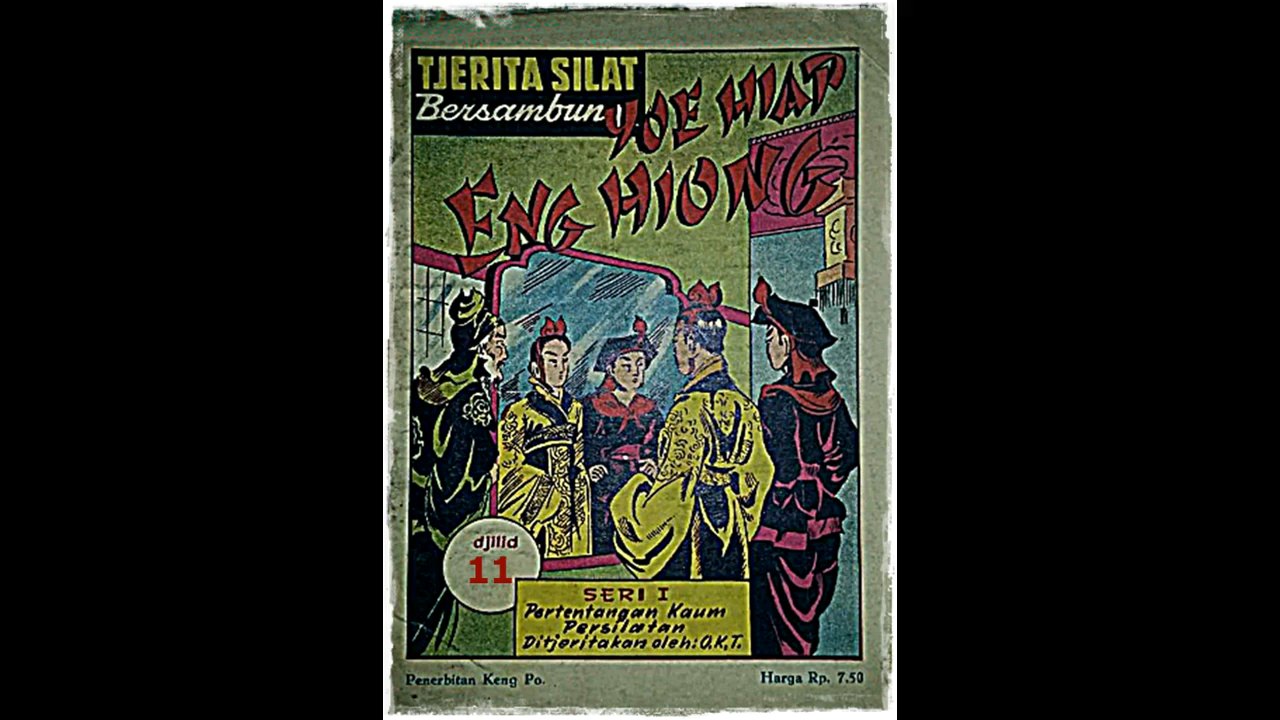 TJERITA SILAT
Bersambun
YOE HIAP
ENG HIONG
djilid
11
SERI I
Pertentangan Kaum
Persilatan
Ditjeritakan oleh: O.K.T.
Penerbitan Keng Po.
Harga Rp. 7.50